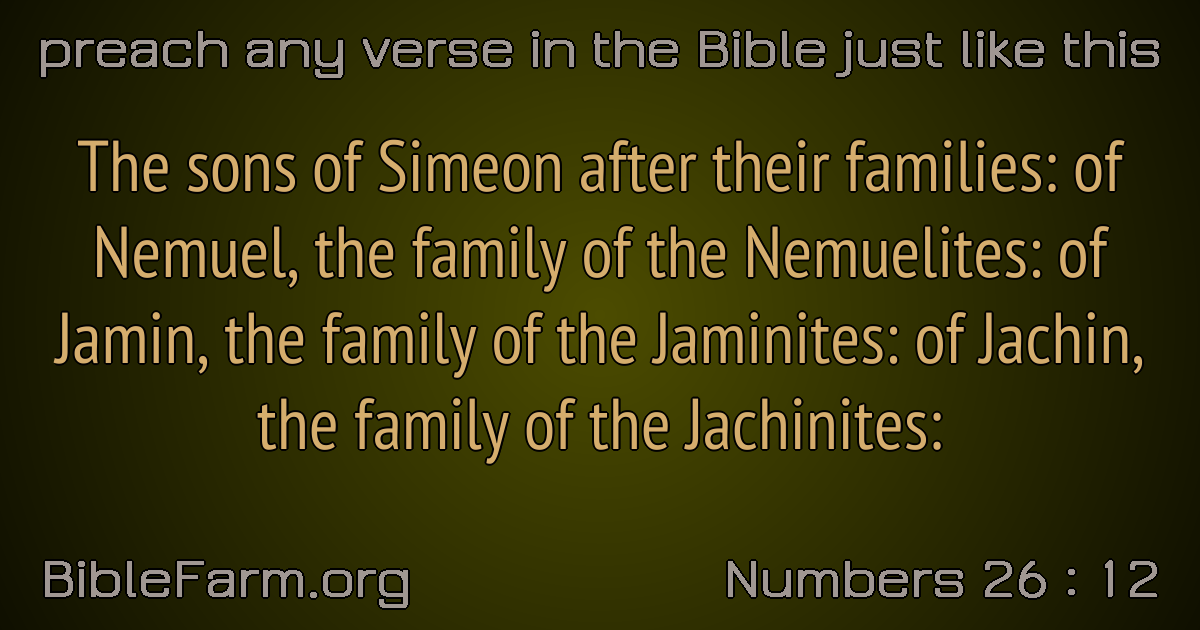 preach any verse in the Bible just like this
The sons of Simeon after their families: of
Nemuel, the family of the Nemuelites: of
Jamin, the family of the Jaminites: of Jachin,
the family of the Jachinites:
BibleFarm.org
Numbers 26 : 12